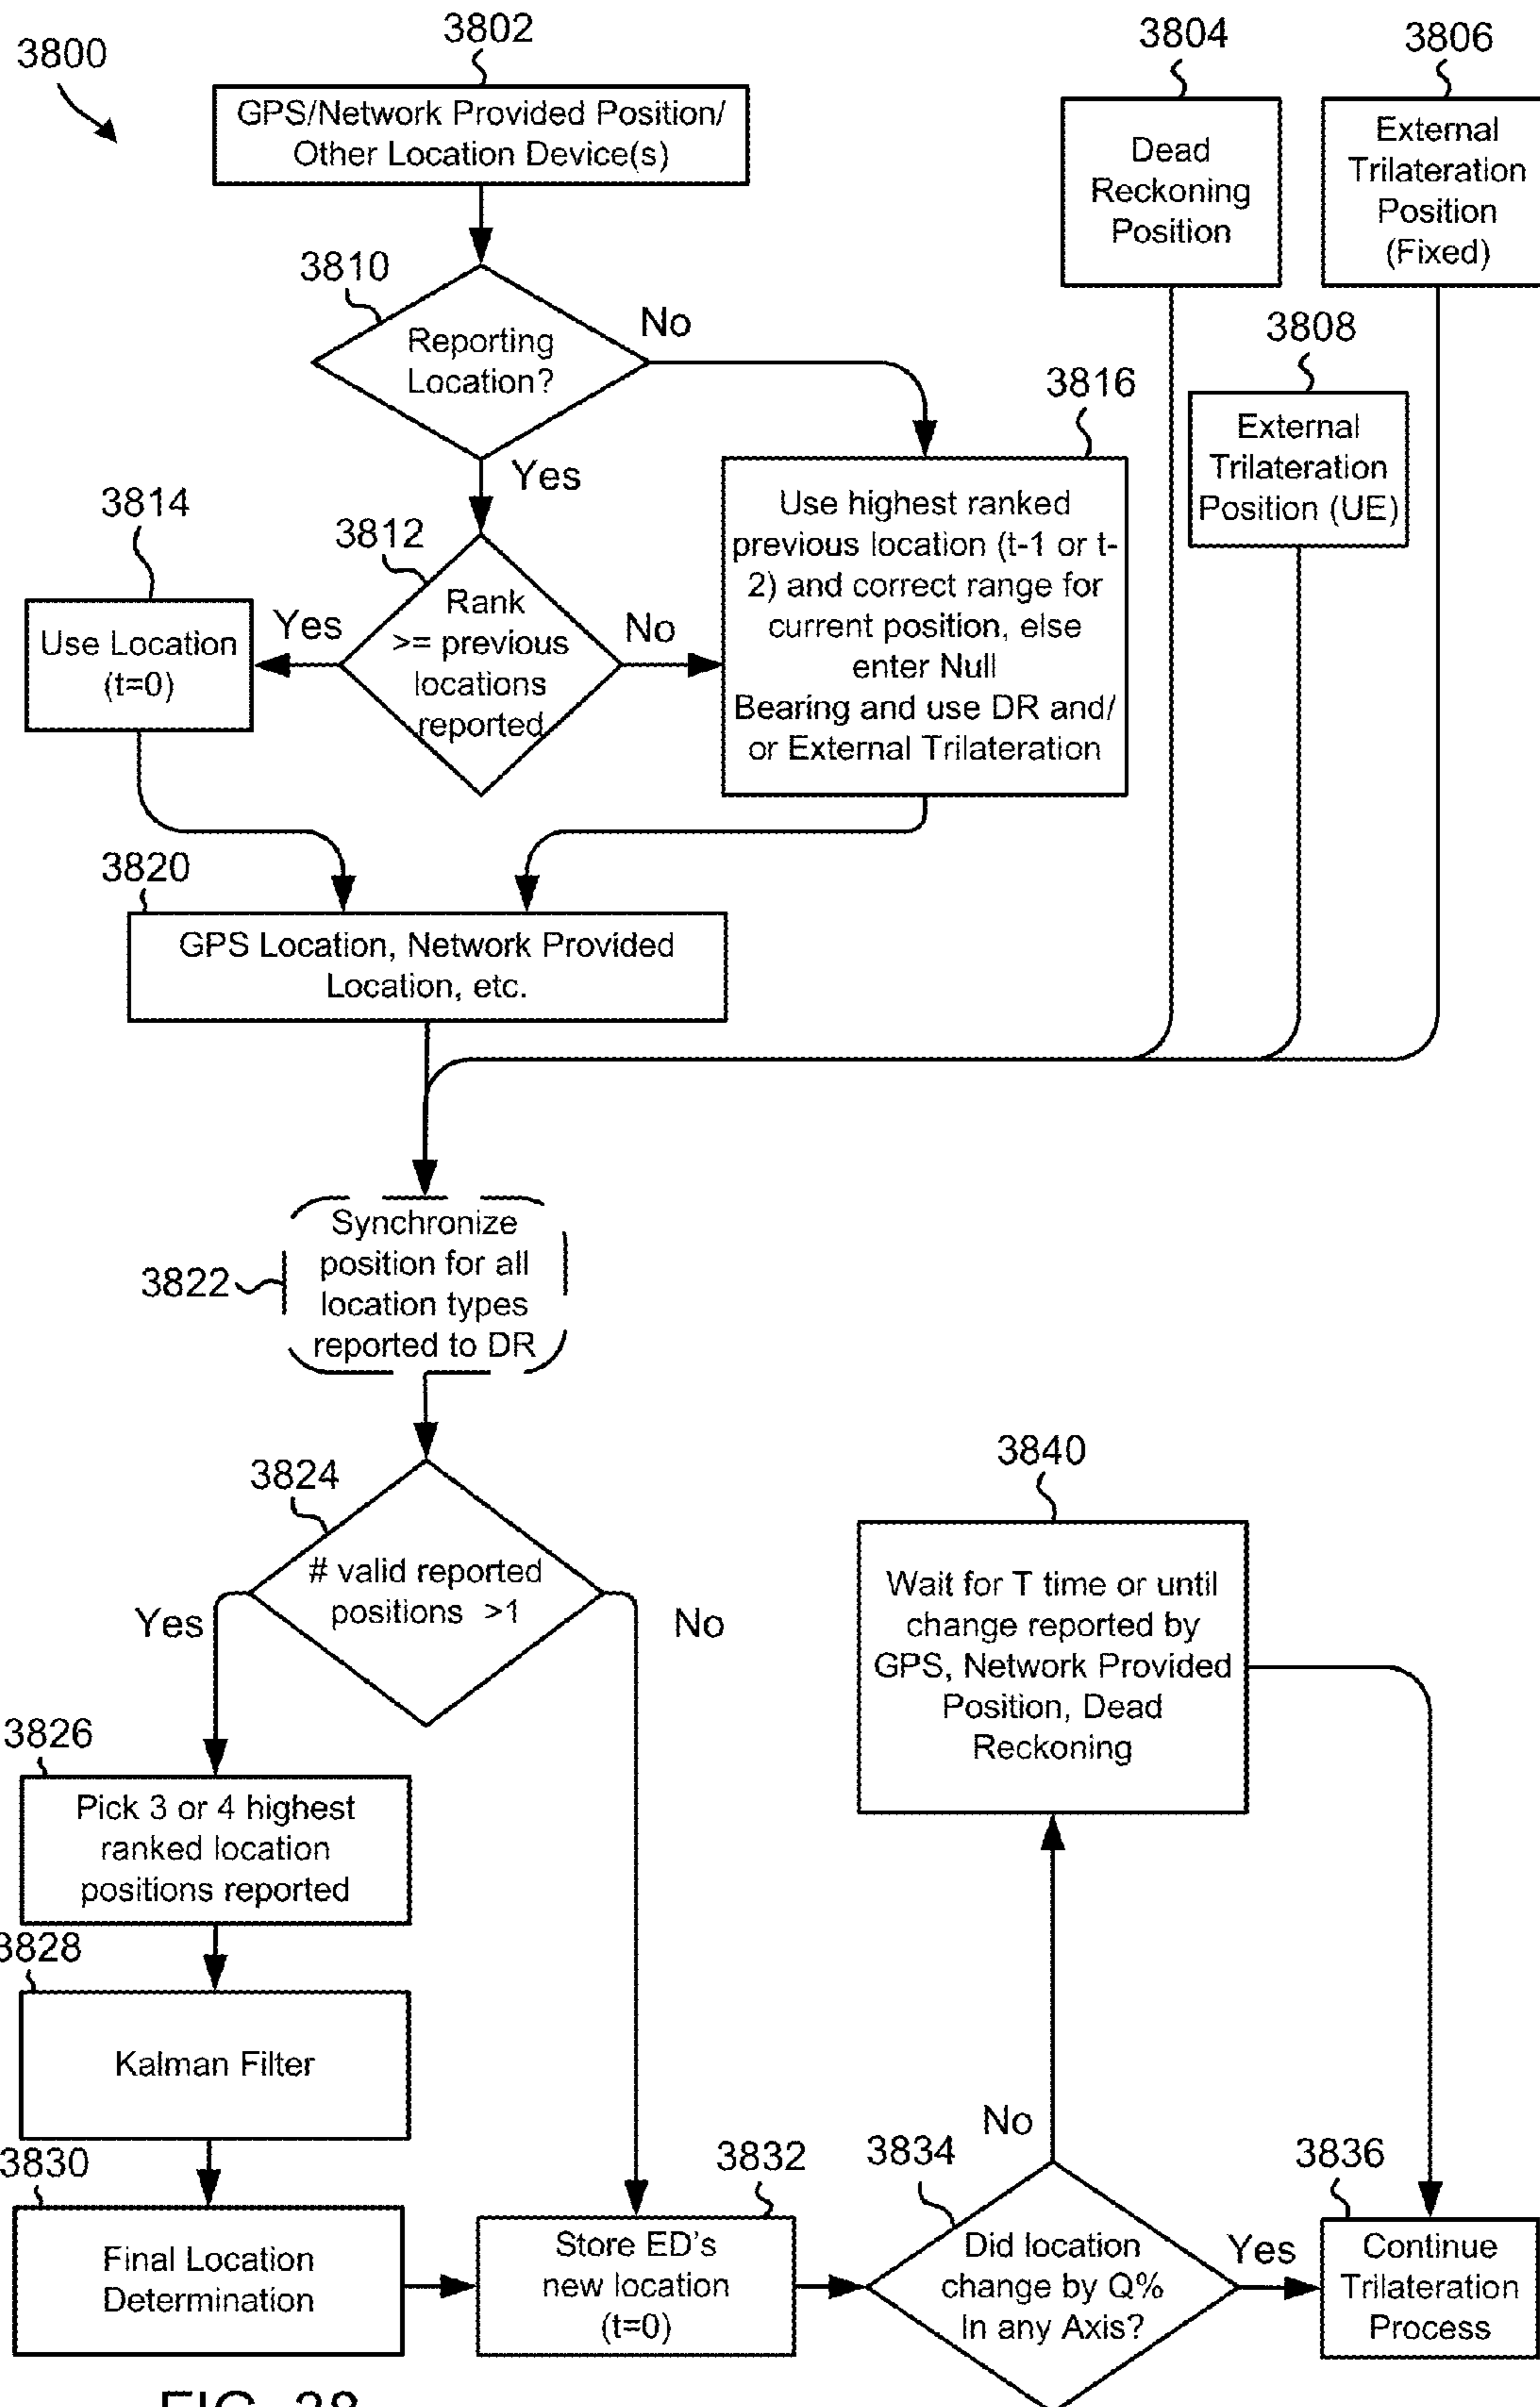 3800
3802
GPS/Network Provided Position/
Other Location Device(s)
3804
Dead
Reckoning
Position
3806
External
Trilateration
Position
(Fixed)
3808
External
Trilateration
Position (UE)
3810
Reporting
Location?
No
Yes
3812
Rank
>= previous
locations
reported
Yes
No
3814
Use Location
(t=0)
3816
Use highest ranked
previous location (t-1 or t-
2) and correct range for
current position, else
enter Null
Bearing and use DR and/
or External Trilateration
3820
GPS Location, Network Provided
Location, etc.
3822
Synchronize
position for all
location types
reported to DR
3824
# valid reported
positions >1
Yes
No
3826
Pick 3 or 4 highest
ranked location
positions reported
3828
Kalman Filter
3830
Final Location
Determination
3832
Store ED's
new location
(t=0)
3834
Did location
change by Q%
In any Axis?
No
Yes
3840
Wait for T time or until
change reported by
GPS, Network Provided
Position, Dead
Reckoning
3836
Continue
Trilateration
Process
FIG. 38